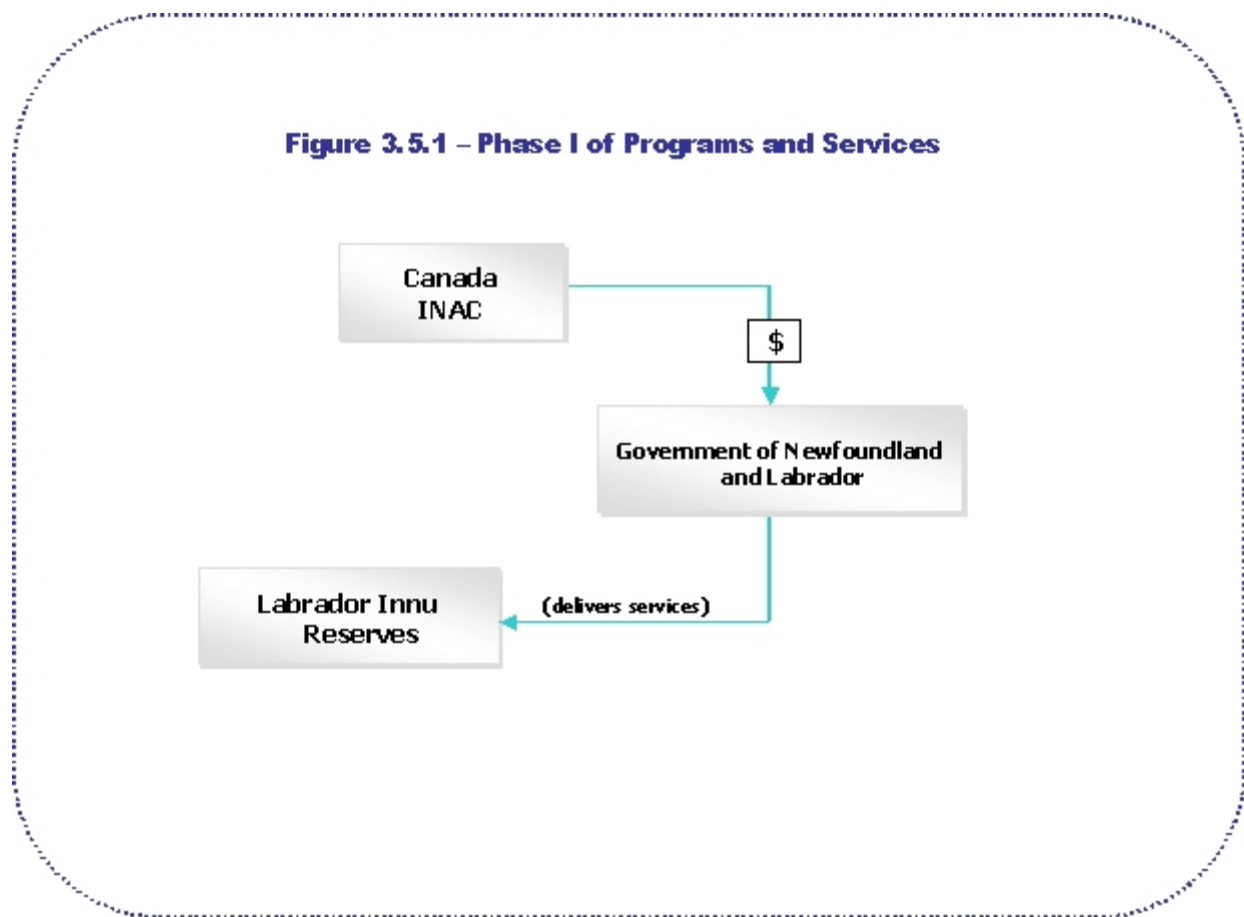 Figure 3.5.1 – Phase I of Programs and Services
Canada
INAC
$
Government of Newfoundland
and Labrador
(delivers services)
Labrador Innu
Reserves